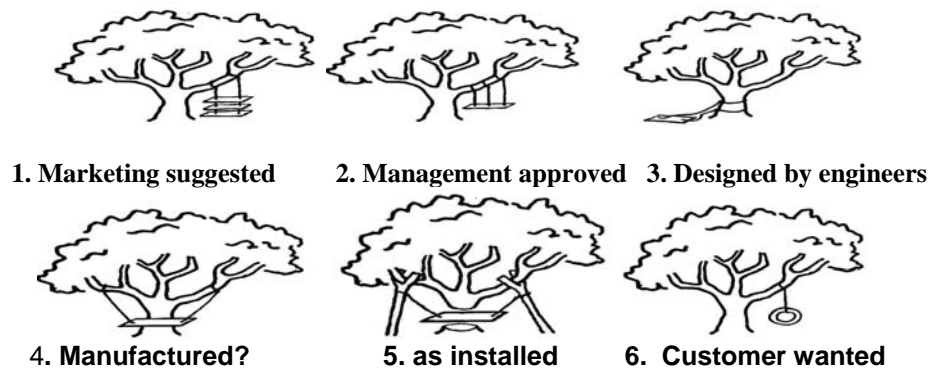 1. Marketing suggested 2. Management approved 3. Designed by engineers
4. Manufactured? 5. as installed 6. Customer wanted